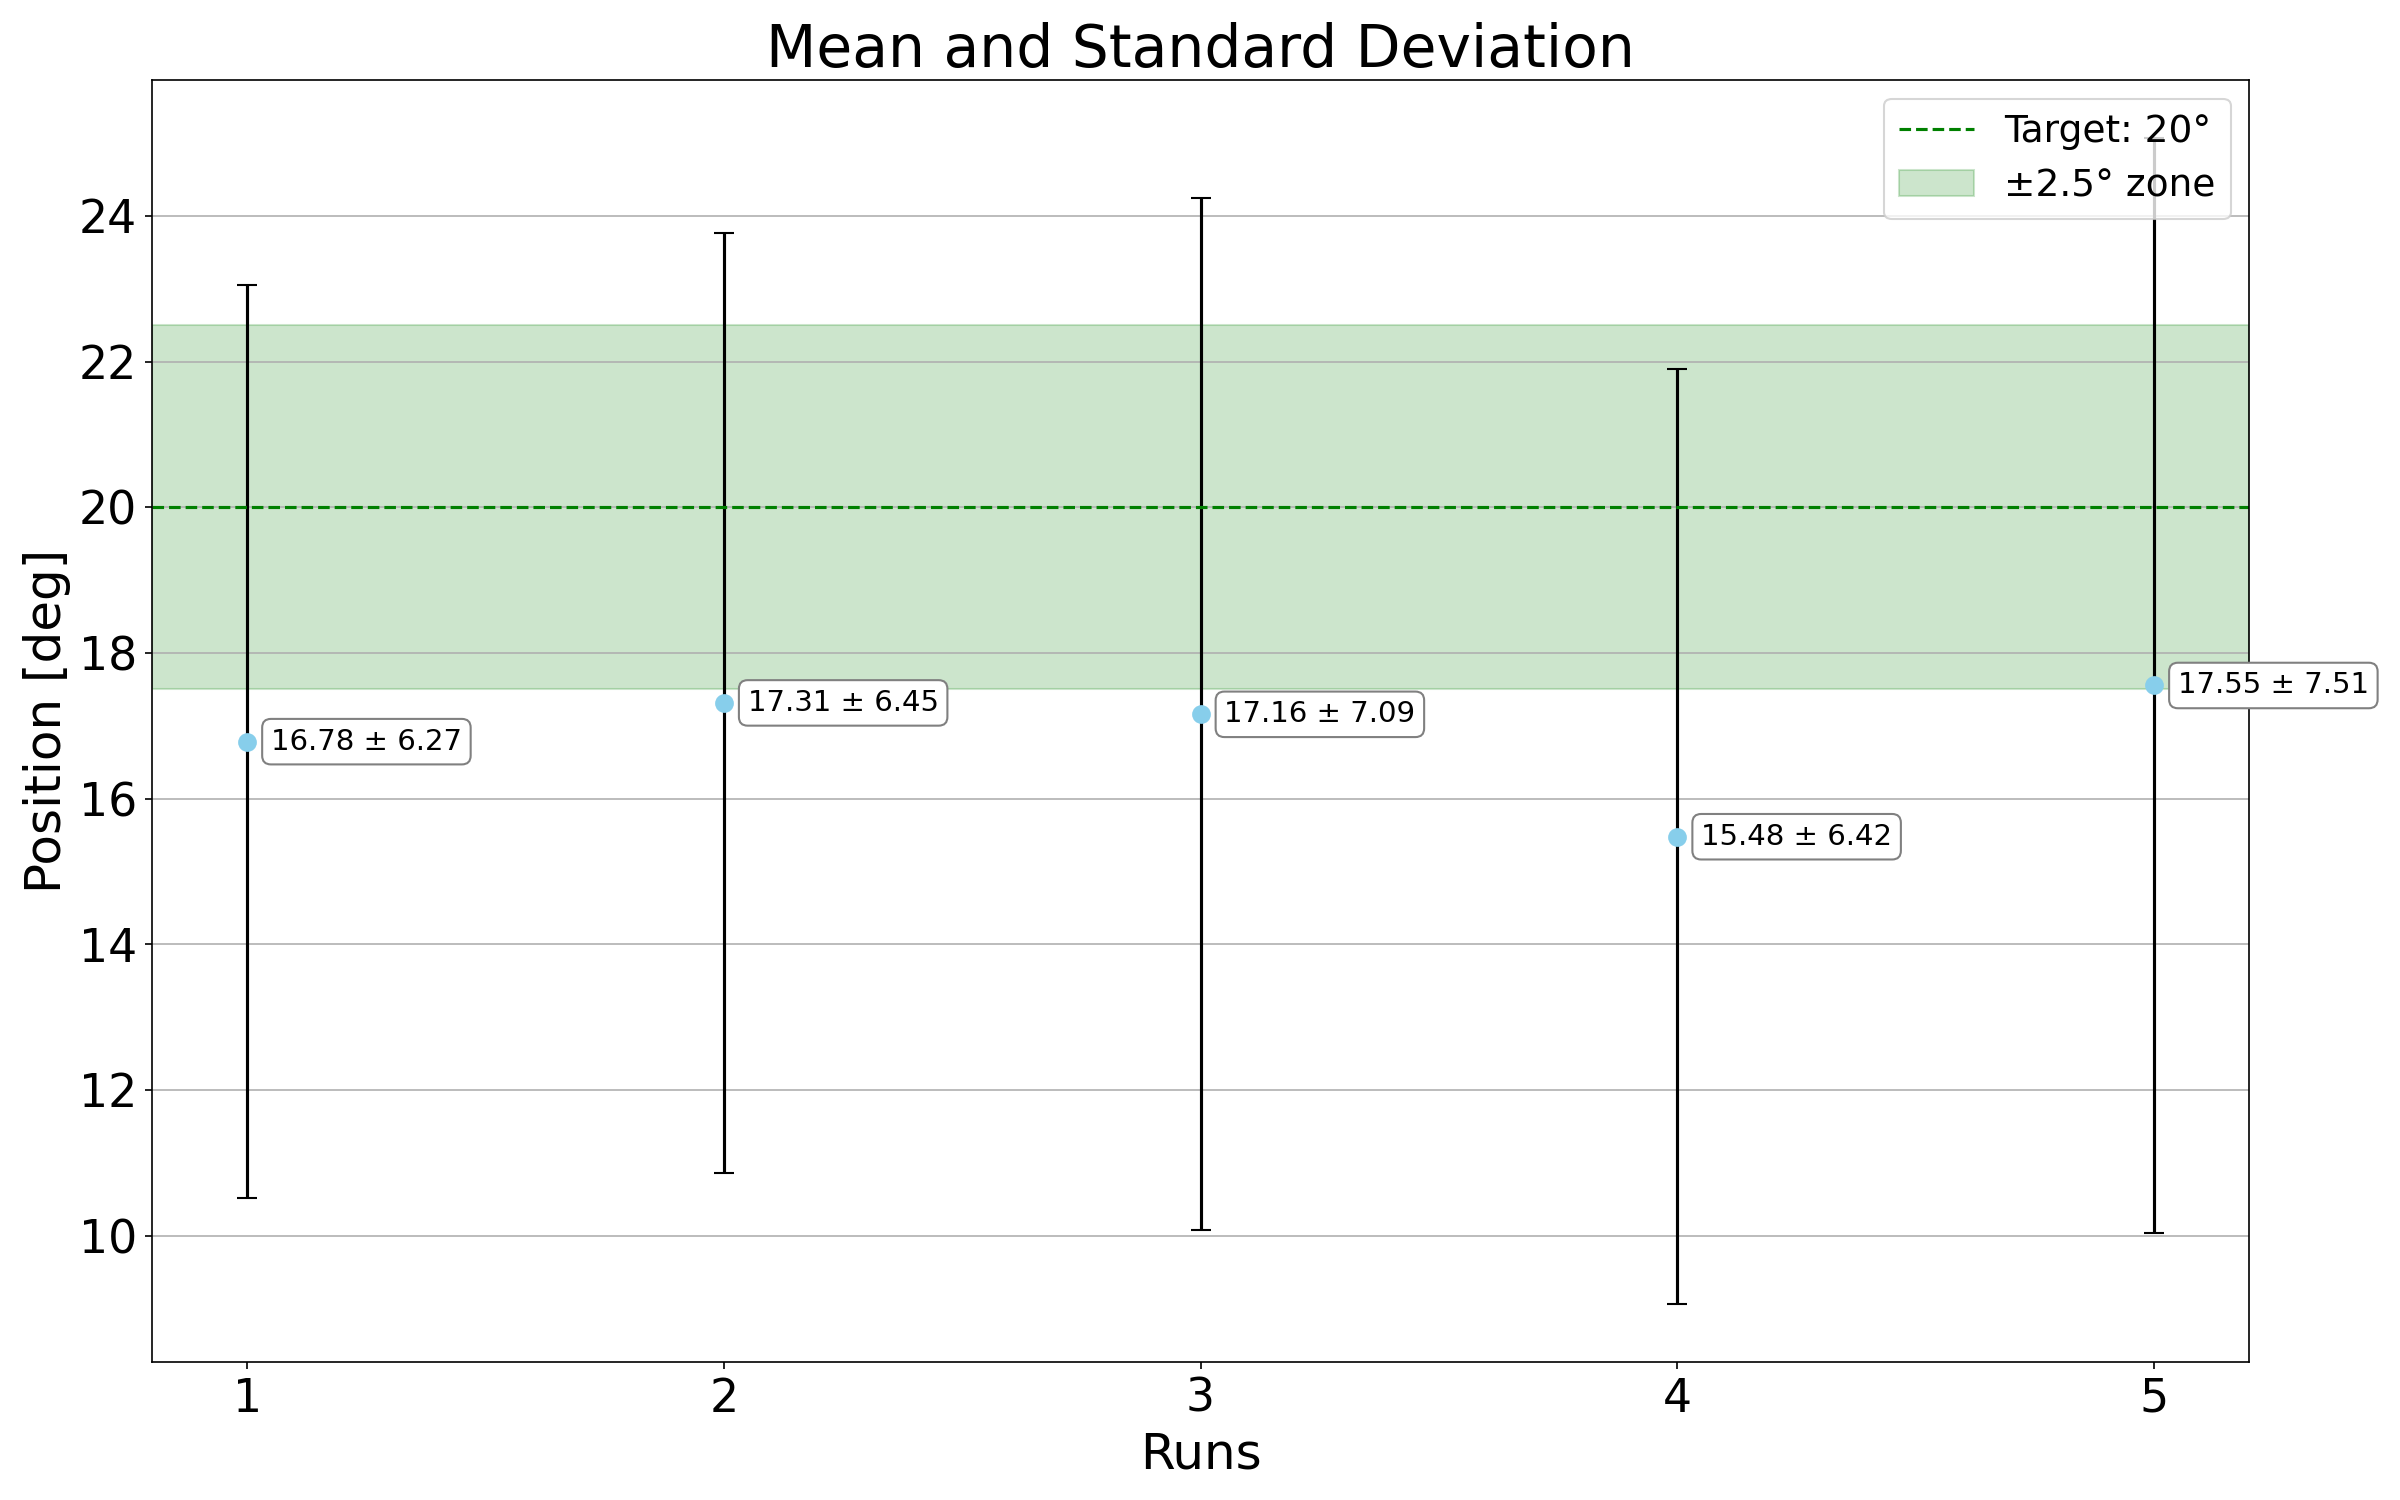 Mean and Standard Deviation
Target: 20°
±2.5° zone
24
22
20
18
16
14
12
10
Position [deg]
16.78 ± 6.27
17.31 ± 6.45
17.16 ± 7.09
15.48 ± 6.42
17.55 ± 7.51
1 2 3 4 5
Runs